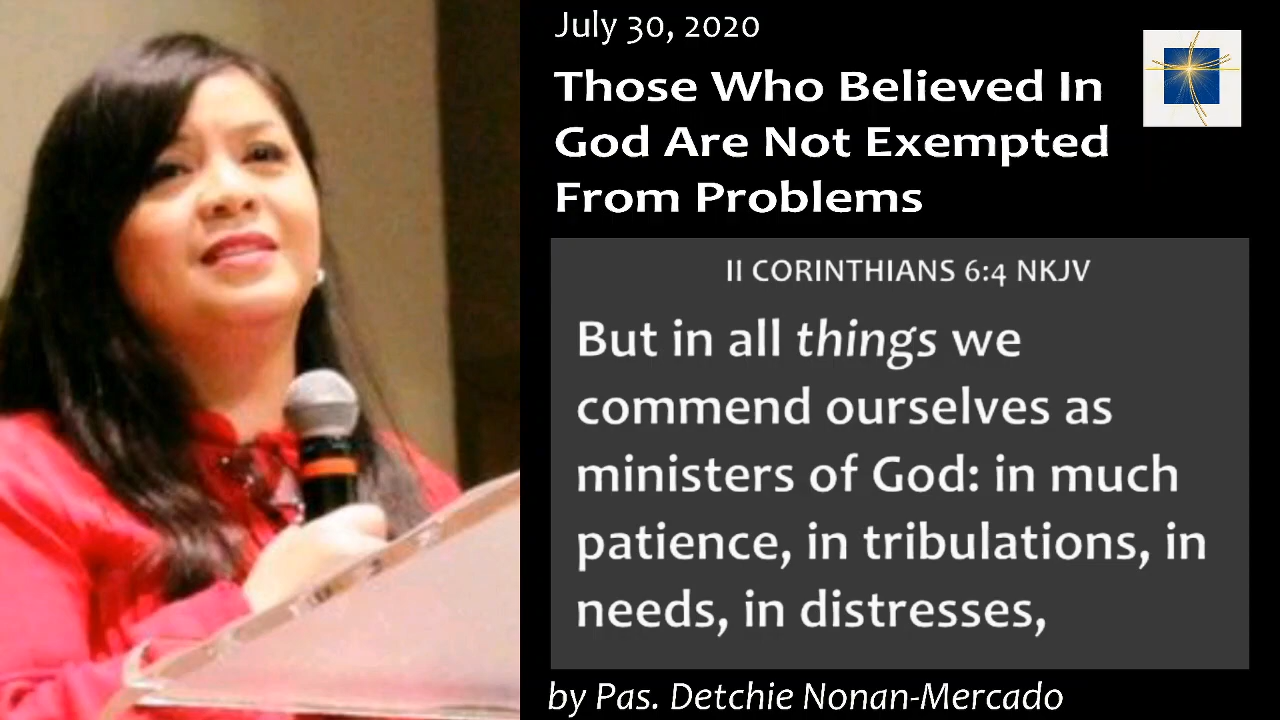 July 30, 2020
Those Who Believed In
God Are Not Exempted
From Problems
II CORINTHIANS 6:4 NKJV
But in all things we
commend ourselves as
ministers of God: in much
patience, in tribulations, in
needs, in distresses,
by Pas. Detchie Nonan-Mercado